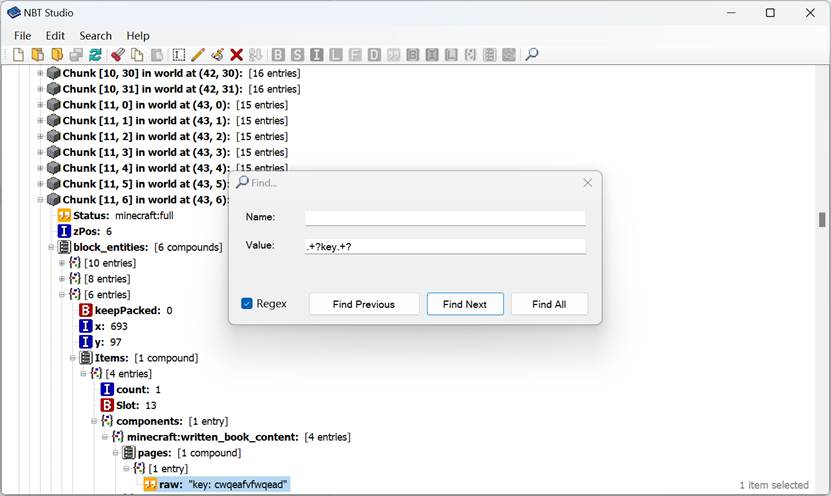 NBT Studio
File Edit Search Help
Chunk [10, 30] in world at (42, 30): [16 entries]
Chunk [10, 31] in world at (42, 31): [16 entries]
Chunk [11, 0] in world at (43, 0): [15 entries]
Chunk [11, 1] in world at (43, 1): [15 entries]
Chunk [11, 2] in world at (43, 2): [15 entries]
Chunk [11, 3] in world at (43, 3): [15 entries]
Chunk [11, 4] in world at (43, 4): [15 entries]
Chunk [11, 5] in world at (43, 5):
Chunk [11, 6] in world at (43, 6):
Status: minecraft:full
zPos: 6
block_entities: [6 compounds]
[10 entries]
[8 entries]
[6 entries]
keepPacked: 0
x: 693
y: 97
Items: [1 compound]
[4 entries]
count: 1
Slot: 13
components: [1 entry]
minecraft:written_book_content: [4 entries]
pages: [1 compound]
[1 entry]
raw: "key: cwqeafvfwqead"
Find...
Name:
Value: .+?key.+?
Regex Find Previous Find Next Find All
1 item selected